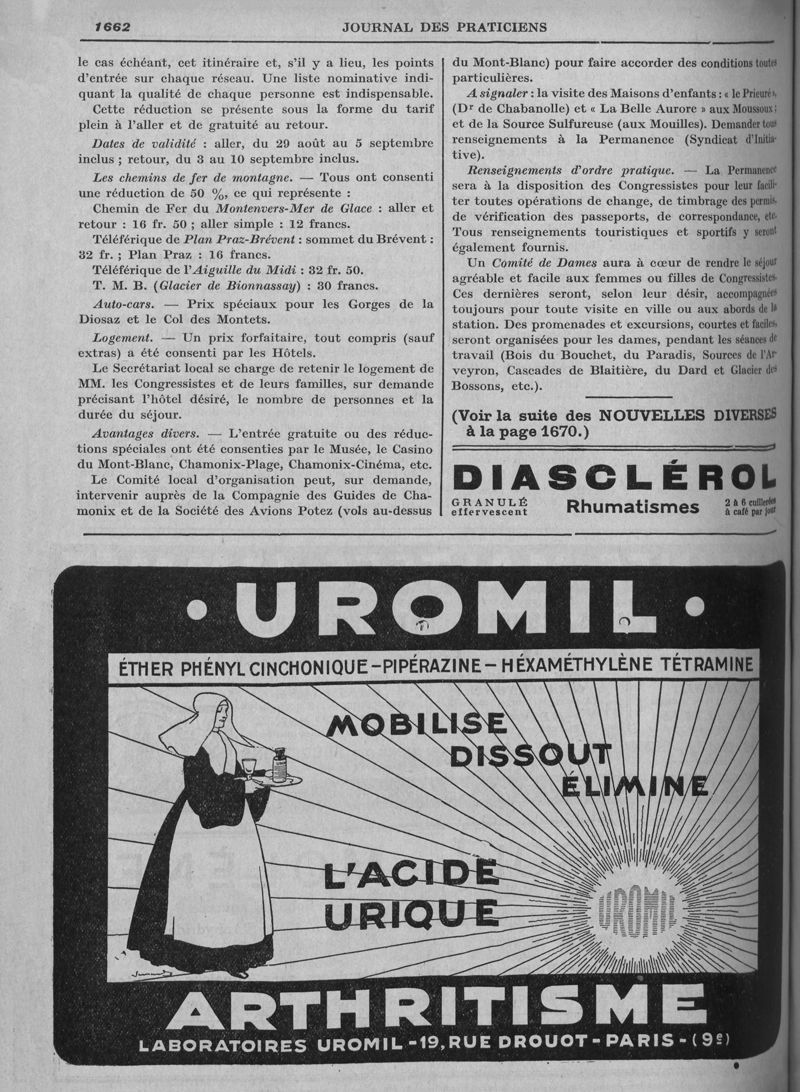 1662
JOURNAL DES PRATICIENS
le cas échéant, cet itinéraire et, s'il y a lieu, les points
d'entrée sur chaque réseau. Une liste nominative indi-
quant la qualité de chaque personne est indispensable.
Cette réduction se présente sous la forme du tarif
plein à l'aller et de gratuité au retour.
Dates de validité : aller, du 29 août au 5 septembre
inclus ; retour, du 3 au 10 septembre inclus.
Les chemins de fer de montagne. — Tous ont consenti
une réduction de 50 %, ce qui représente :
Chemin de Fer du Montenvers-Mer de Glace : aller et
retour : 16 fr. 50 ; aller simple : 12 francs.
Téléférique de Plan Praz-Brévent : sommet du Brévent :
32 fr. ; Plan Praz : 16 francs.
Téléférique de l'Aiguille du Midi : 32 fr. 50.
T. M. B. (Glacier de Bionnassay) : 30 francs.
Auto-cars. — Prix spéciaux pour les Gorges de la
Diosaz et le Col des Montets.
Logement. — Un prix forfaitaire, tout compris (sauf
extras) a été consenti par les Hôtels.
Le Secrétariat local se charge de retenir le logement de
MM. les Congressistes et de leurs familles, sur demande
précisant l'hôtel désiré, le nombre de personnes et la
durée du séjour.
Avantages divers. — L'entrée gratuite ou des réduc-
tions spéciales ont été consenties par le Musée, le Casino
du Mont-Blanc, Chamonix-Plage, Chamonix-Cinéma, etc.
Le Comité local d'organisation peut, sur demande,
intervenir auprès de la Compagnie des Guides de Cha-
monix et de la Société des Avions Potez (vols au-dessus
du Mont-Blanc) pour faire accorder des conditions toutes
particulières.
A signaler : la visite des Maisons d'enfants : « le Prieuré »,
(Dr de Chabanolle) et « La Belle Aurore » aux Moussoux ;
et de la Source Sulfureuse (aux Mouilles). Demander tous
renseignements à la Permanence (Syndicat d'Initia-
tive).
Renseignements d'ordre pratique. — La Permanence
sera à la disposition des Congressistes pour leur facili-
ter toutes opérations de change, de timbrage des permis,
de vérification des passeports, de correspondance, etc.
Tous renseignements touristiques et sportifs y seront
également fournis.
Un Comité de Dames aura à cœur de rendre le séjour
agréable et facile aux femmes ou filles de Congressistes.
Ces dernières seront, selon leur désir, accompagnées
toujours pour toute visite en ville ou aux abords de la
station. Des promenades et excursions, courtes et faciles,
seront organisées pour les dames, pendant les séances de
travail (Bois du Bouchet, du Paradis, Sources de l'Ar-
veyron, Cascades de Blaitière, du Dard et Glacier des
Bossons, etc.).
(Voir la suite des NOUVELLES DIVERSES
à la page 1670.)
DIASCLÉROL
GRANULÉ
effervescent
Rhumatismes
2 à 6 cuillerées
à café par jour
• UROMIL •
ÉTHER PHÉNYL CINCHONIQUE - PIPÉRAZINE - HÉXAMÉTHYLÈNE TÉTRAMINE
MOBILISE
DISSOUT
ÉLIMINE
L'ACIDE
URIQUE
UROMIL
ARTHRITISME
LABORATOIRES UROMIL - 19, RUE DROUOT - PARIS - (9e)